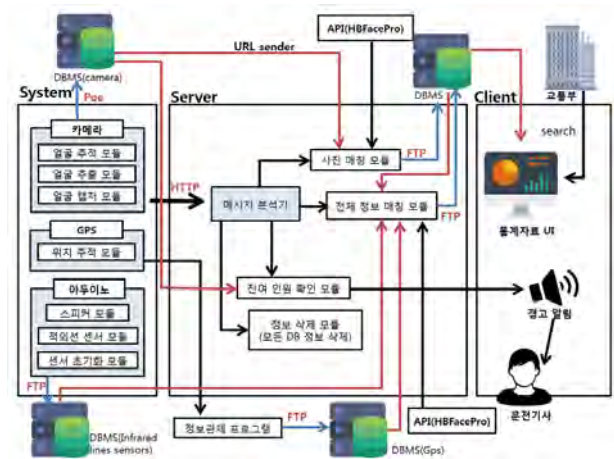 API(HBFacePro)
URL sender
DBMS(camera)
DBMS
교통부
System
Server
Client
Poe
카메라
얼굴 추적 모듈
얼굴 추출 모듈
얼굴 캡처 모듈
HTTP
사진 매칭 모듈
FTP
search
메시지 분석기
전체 정보 매칭 모듈
FTP
통계자료 UI
GPS
위치 추적 모듈
잔여 인원 확인 모듈
경고 알림
아두이노
스피커 모듈
적외선 센서 모듈
센서 초기화 모듈
정보 삭제 모듈
(모든 DB 정보 삭제)
FTP
운전기사
API(HBFacePro)
정보관제 프로그램
FTP
DBMS(Infrared
lines sensors)
DBMS(Gps)